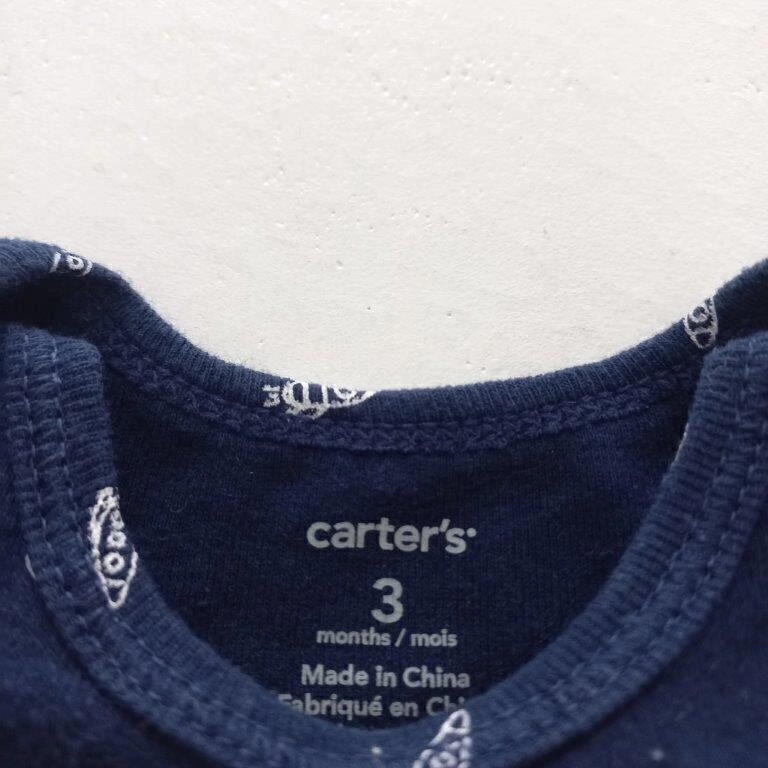 carter's
3
months / mois
Made in China
Fabriqué en